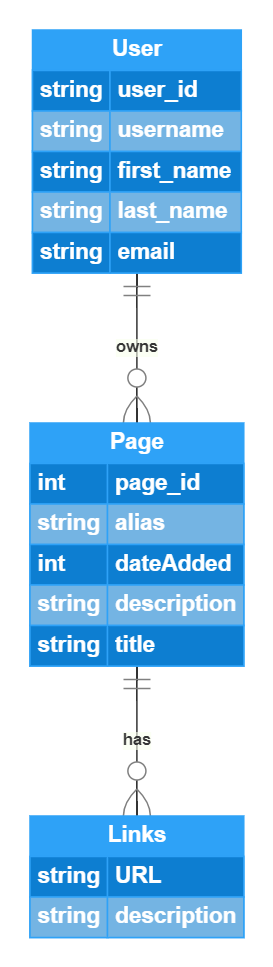 User
string user_id
string username
string first_name
string last_name
string email
owns
Page
int page_id
string alias
int dateAdded
string description
string title
has
Links
string URL
string description